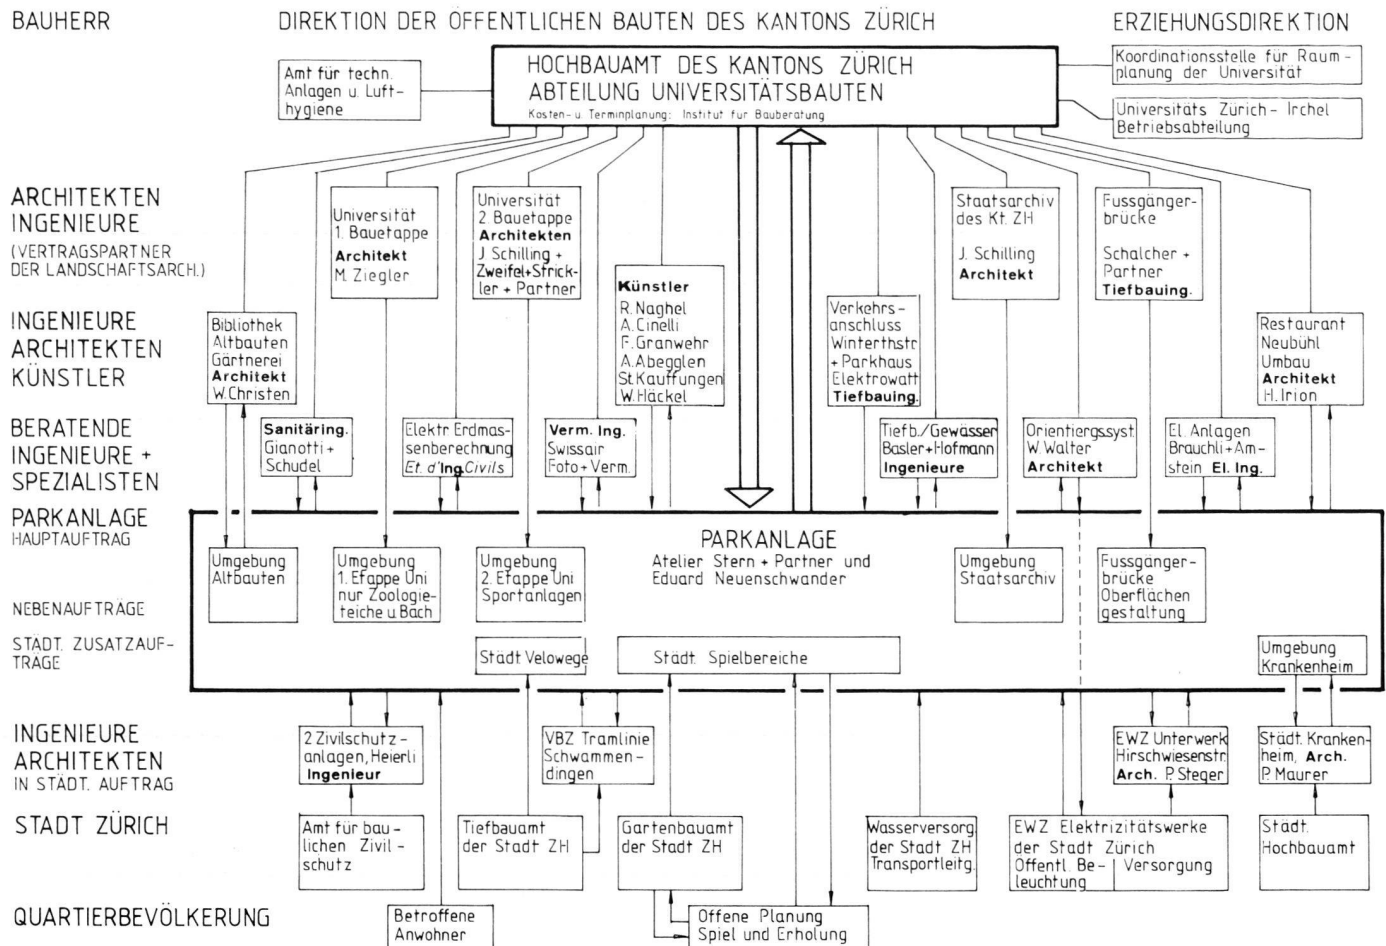 BAUHERR
DIREKTION DER ÖFFENTLICHEN BAUTEN DES KANTONS ZÜRICH
ERZIEHUNGSDIREKTION
Amt für techn.
Anlagen u. Luft-
hygiene
HOCHBAUAMT DES KANTONS ZÜRICH
ABTEILUNG UNIVERSITÄTSBAUTEN
Kosten- u. Terminplanung: Institut für Bauberatung
Koordinationsstelle für Raum-
planung der Universität
Universitäts Zürich - Irchel
Betriebsabteilung
ARCHITEKTEN
INGENIEURE
(VERTRAGSPARTNER
DER LANDSCHAFTSARCH.)
Universität
1. Bauetappe
Architekt
M. Ziegler
Universität
2. Bauetappe
Architekten
J. Schilling +
Zweifel+Strick-
ler + Partner
Staatsarchiv
des Kt. ZH
J. Schilling
Architekt
Fussgänger-
brücke
Schalcher +
Partner
Tiefbauing.
INGENIEURE
ARCHITEKTEN
KÜNSTLER
Bibliothek
Altbauten
Gärtnerei
Architekt
W. Christen
Künstler
R. Naghel
A. Cinelli
F. Granwehr
A. Abegglen
St. Kauffungen
W. Häckel
Verkehrs-
anschluss
Winterthstr
+ Parkhaus
Elektrowatt
Tiefbauing.
Restaurant
Neubühl
Umbau
Architekt
H. Irion
BERATENDE
INGENIEURE +
SPEZIALISTEN
Sanitäring.
Gianotti +
Schudel
Elektr Erdmas-
senberechnung
Et. d'Ing. Civils
Verm. Ing.
Swissair
Foto + Verm.
Tiefb./Gewässer
Basler+Hofmann
Ingenieure
Orientiergssyst.
W. Walter
Architekt
El. Anlagen
Brauchli + Am-
stein El. Ing.
PARKANLAGE
HAUPTAUFTRAG
PARKANLAGE
Atelier Stern + Partner und
Eduard Neuenschwander
NEBENAUFTRÄGE
Umgebung
Altbauten
Umgebung
1. Etappe Uni
nur Zoologie-
teiche u. Bach
Umgebung
2. Etappe Uni
Sportanlagen
Umgebung
Staatsarchiv
Fussgänger-
brücke
Oberflächen
gestaltung
STÄDT. ZUSATZAUF-
TRÄGE
Städt. Velowege
Städt. Spielbereiche
Umgebung
Krankenheim
INGENIEURE
ARCHITEKTEN
IN STÄDT. AUFTRAG
2 Zivilschutz-
anlagen, Heierli
Ingenieur
VBZ Tramlinie
Schwammen-
dingen
EWZ Unterwerk
Hirschwiesenstr.
Arch. P. Steger
Städt. Kranken-
heim, Arch.
P. Maurer
STADT ZÜRICH
Amt für bau-
lichen Zivil-
schutz
Tiefbauamt
der Stadt ZH
Gartenbauamt
der Stadt ZH
Wasserversorg.
der Stadt ZH
Transportleitg.
EWZ Elektrizitätswerke
der Stadt Zürich
Öffentl. Be-
leuchtung
Versorgung
Städt.
Hochbauamt
QUARTIERBEVÖLKERUNG
Betroffene
Anwohner
Offene Planung
Spiel und Erholung